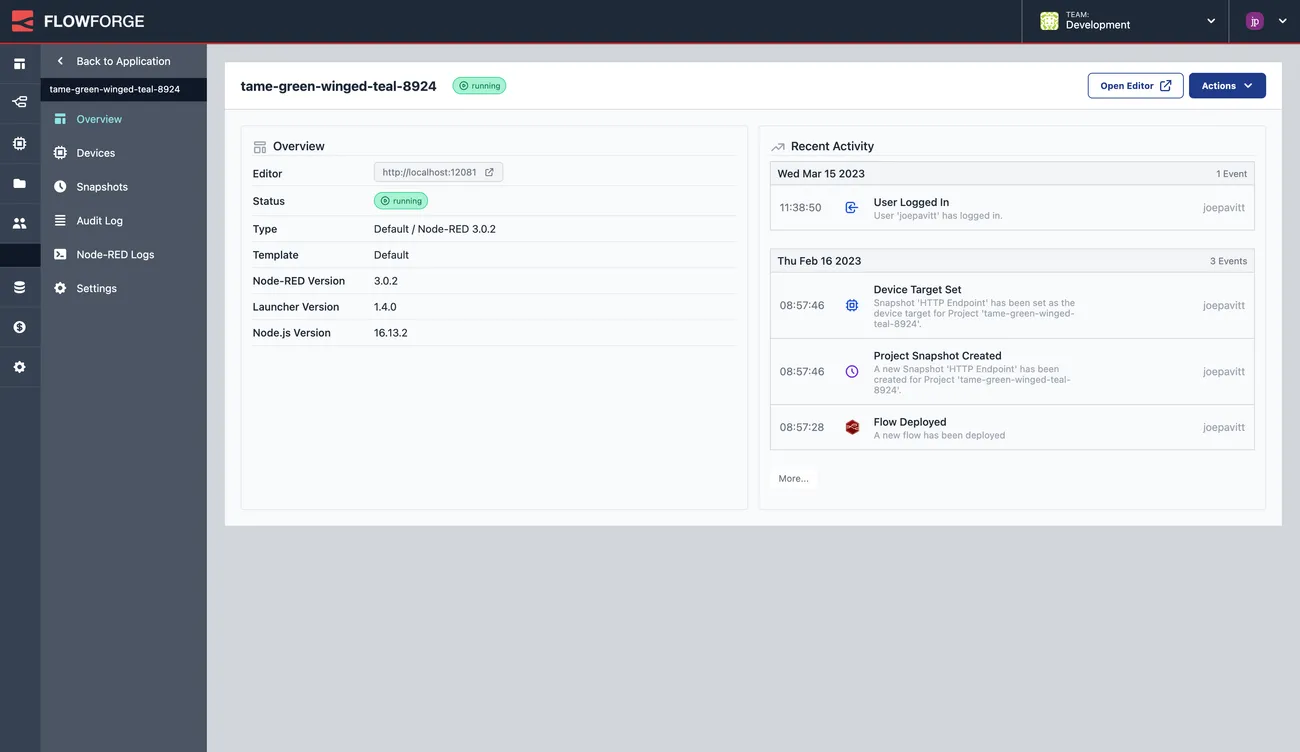 FLOWFORGE
TEAM:
Development
jp
Back to Application
tame-green-winged-teal-8924
Overview
Devices
Snapshots
Audit Log
Node-RED Logs
Settings
tame-green-winged-teal-8924
running
Open Editor
Actions
Overview
Editor
http://localhost:12081
Status
running
Type
Default / Node-RED 3.0.2
Template
Default
Node-RED Version
3.0.2
Launcher Version
1.4.0
Node.js Version
16.13.2
Recent Activity
Wed Mar 15 2023
1 Event
11:38:50
User Logged In
User 'joepavitt' has logged in.
joepavitt
Thu Feb 16 2023
3 Events
08:57:46
Device Target Set
Snapshot 'HTTP Endpoint' has been set as the
device target for Project 'tame-green-winged-
teal-8924'.
joepavitt
08:57:46
Project Snapshot Created
A new Snapshot 'HTTP Endpoint' has been
created for Project 'tame-green-winged-teal-
8924'.
joepavitt
08:57:28
Flow Deployed
A new flow has been deployed
joepavitt
More...